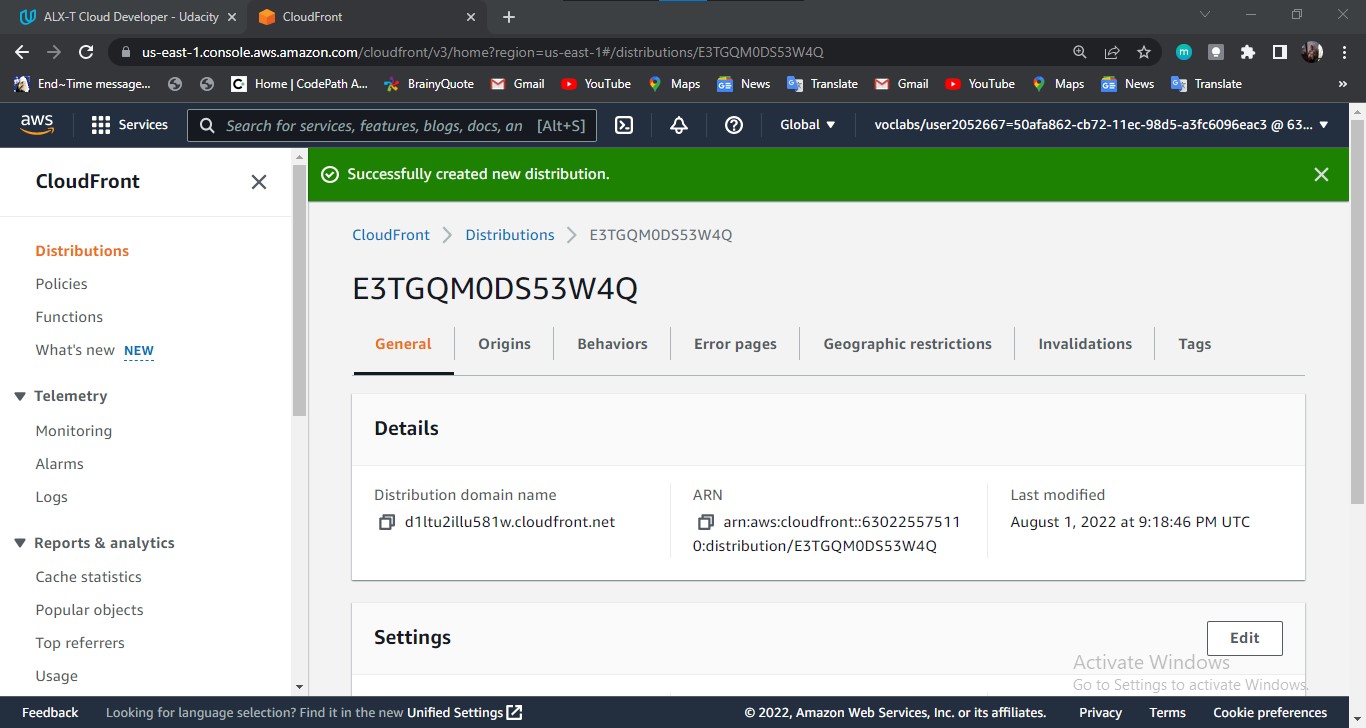 ALX-T Cloud Developer - Udacity
CloudFront
us-east-1.console.aws.amazon.com/cloudfront/v3/home?region=us-east-1#/distributions/E3TGQM0DS53W4Q
m
End~Time message...
Home | CodePath A...
BrainyQuote
Gmail
YouTube
Maps
News
Translate
Gmail
YouTube
Maps
News
Translate
»
aws
Services
Search for services, features, blogs, docs, an
[Alt+S]
Global
voclabs/user2052667=50afa862-cb72-11ec-98d5-a3fc6096eac3 @ 63...
CloudFront
Distributions
Policies
Functions
What's new NEW
Telemetry
Monitoring
Alarms
Logs
Reports & analytics
Cache statistics
Popular objects
Top referrers
Usage
Successfully created new distribution.
CloudFront
Distributions
E3TGQM0DS53W4Q
E3TGQM0DS53W4Q
General
Origins
Behaviors
Error pages
Geographic restrictions
Invalidations
Tags
Details
Distribution domain name
d1ltu2illu581w.cloudfront.net
ARN
arn:aws:cloudfront::63022557511
0:distribution/E3TGQM0DS53W4Q
Last modified
August 1, 2022 at 9:18:46 PM UTC
Settings
Edit
Activate Windows
Go to Settings to activate Windows.
Feedback
Looking for language selection? Find it in the new Unified Settings
© 2022, Amazon Web Services, Inc. or its affiliates.
Privacy
Terms
Cookie preferences